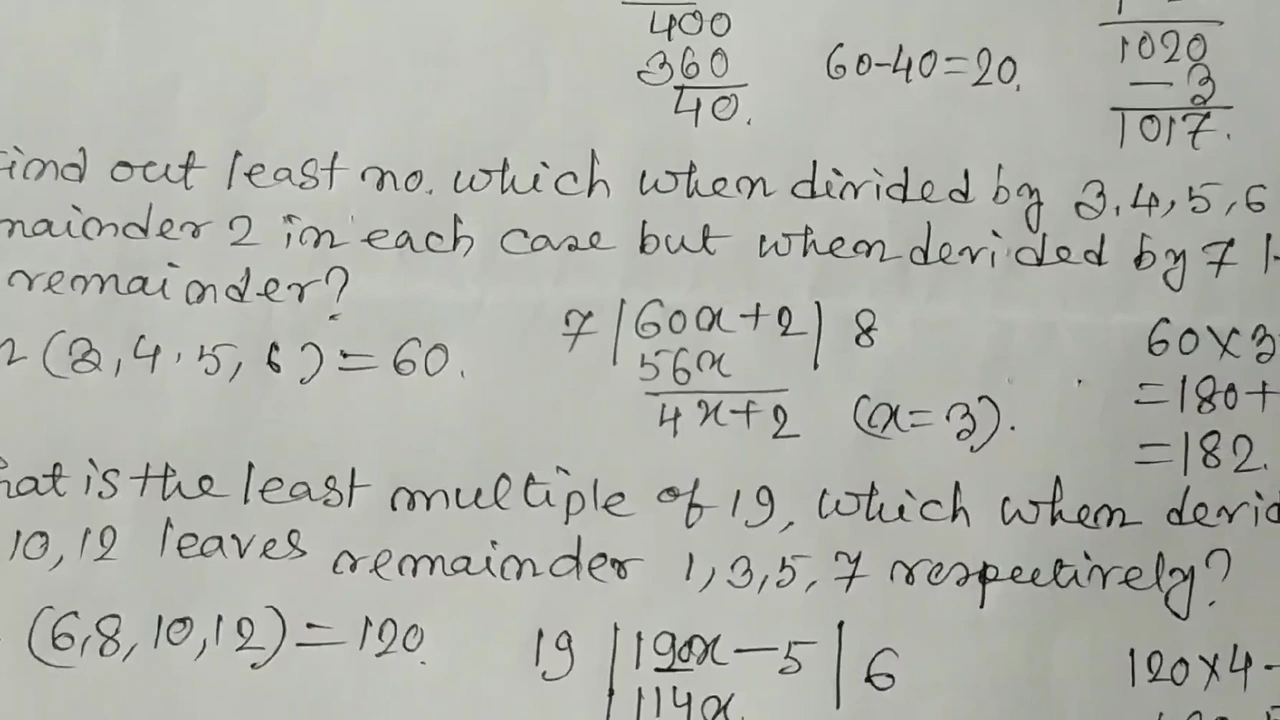 400
360
40.
60-40=20.
1020
- 3
1017.
find out least no. which when divided by 3,4,5,6
mainder 2 in each case but when derided by 7
remainder?
(3,4,5,6)=60.
7 | 60x+2 | 8
56x
4x+2 (x=3).
60×3
=180+
=182.
hat is the least multiple of 19, which when derid
10,12 leaves remainder 1,3,5,7 respectively?
(6,8,10,12)=120.
19 | 120x-5 | 6
114x
120×4-